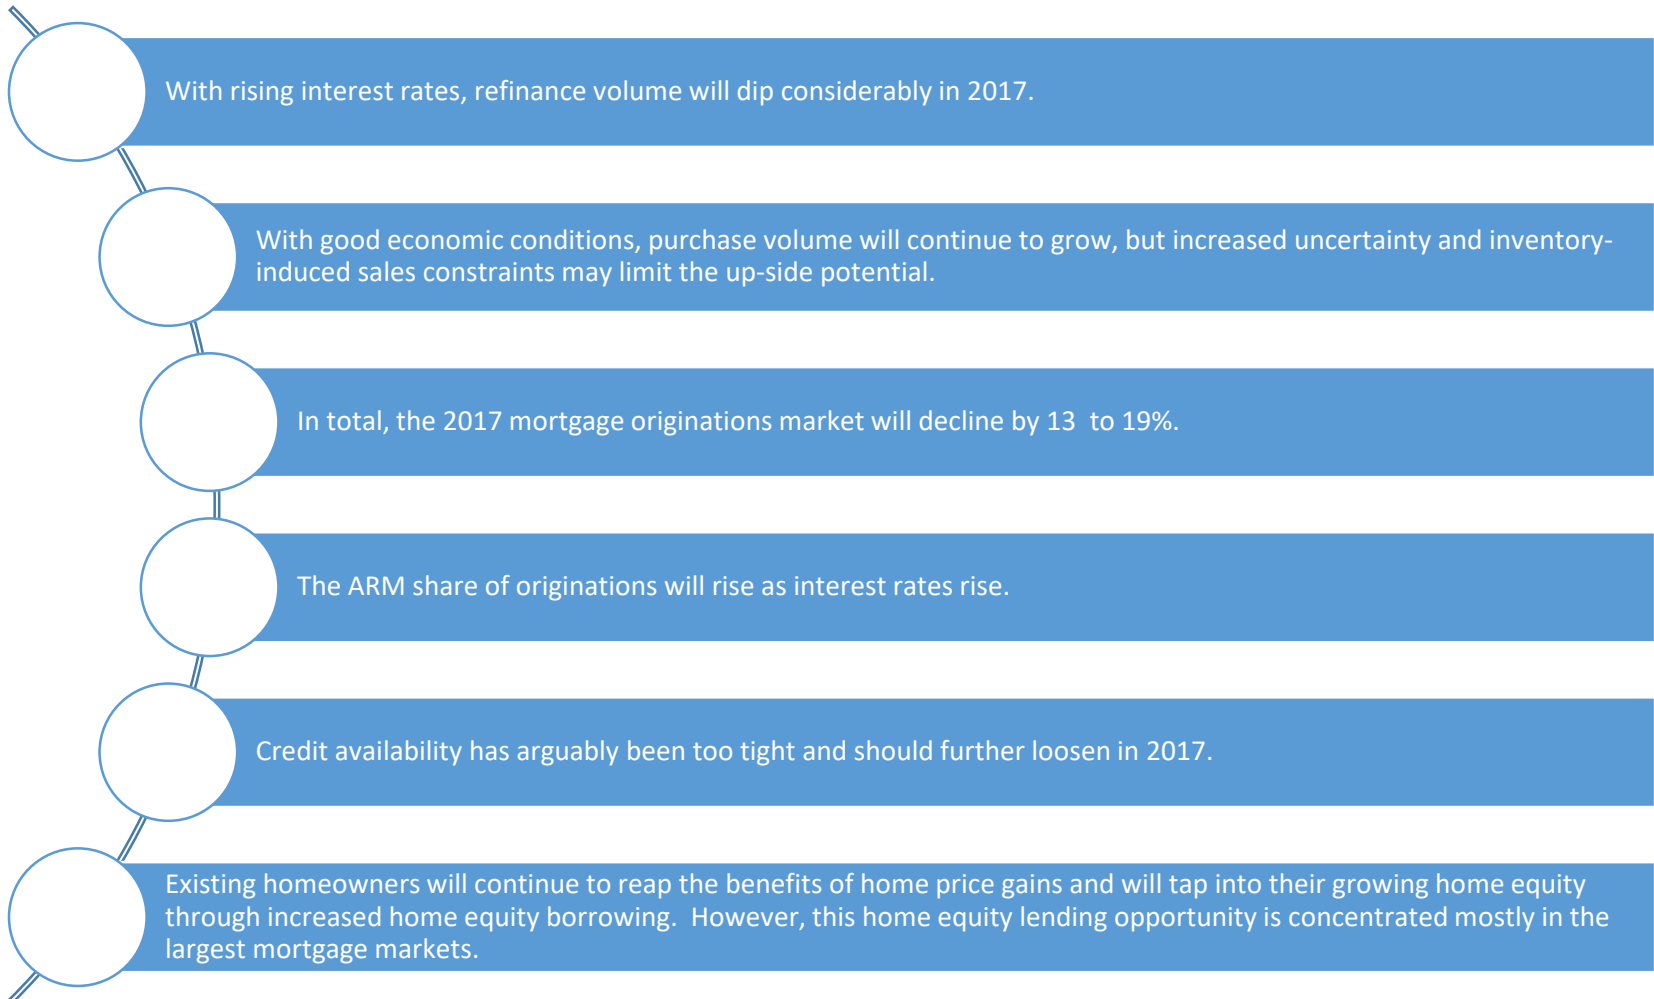 With rising interest rates, refinance volume will dip considerably in 2017.
With good economic conditions, purchase volume will continue to grow, but increased uncertainty and inventory-
induced sales constraints may limit the up-side potential.
In total, the 2017 mortgage originations market will decline by 13  to 19%.
The ARM share of originations will rise as interest rates rise.
Credit availability has arguably been too tight and should further loosen in 2017.
Existing homeowners will continue to reap the benefits of home price gains and will tap into their growing home equity
through increased home equity borrowing.  However, this home equity lending opportunity is concentrated mostly in the
largest mortgage markets.